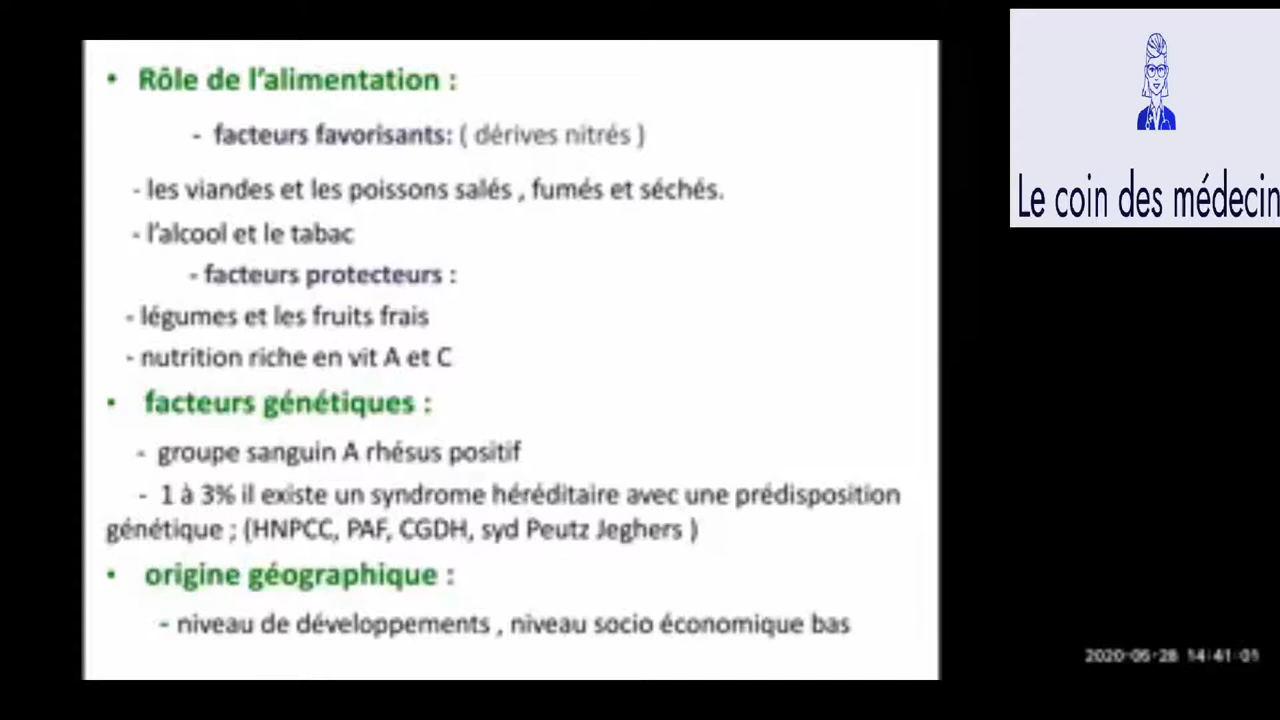 • Rôle de l'alimentation :
- facteurs favorisants: ( dérives nitrés )
- les viandes et les poissons salés , fumés et séchés.
- l'alcool et le tabac
- facteurs protecteurs :
- légumes et les fruits frais
- nutrition riche en vit A et C
• facteurs génétiques :
- groupe sanguin A rhésus positif
- 1 à 3% il existe un syndrome héréditaire avec une prédisposition
génétique ; (HNPCC, PAF, CGDH, syd Peutz Jeghers )
• origine géographique :
- niveau de développements , niveau socio économique bas
Le coin des médecin
2020-05-28 14:41:01